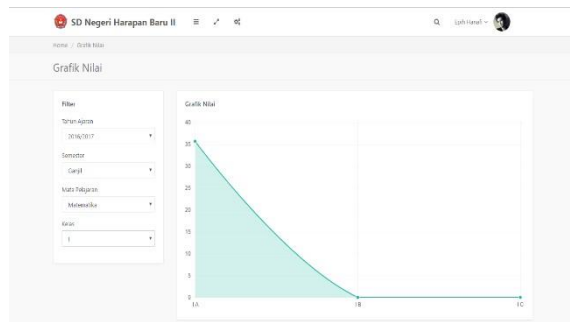 SD Negeri Harapan Baru II
Home / Grafik Nilai
Grafik Nilai
Filter
Tahun Ajaran
2016/2017
Semester
Ganjil
Mata Pelajaran
Matematika
Kelas
1
Grafik Nilai
40
35
30
25
20
15
10
5
0
1A
1B
1C